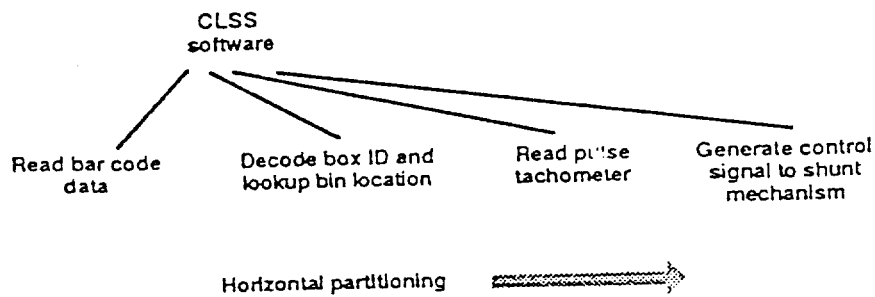 CLSS
software
Read bar code
data
Decode box ID and
lookup bin location
Read pulse
tachometer
Generate control
signal to shunt
mechanism
Horizontal partitioning